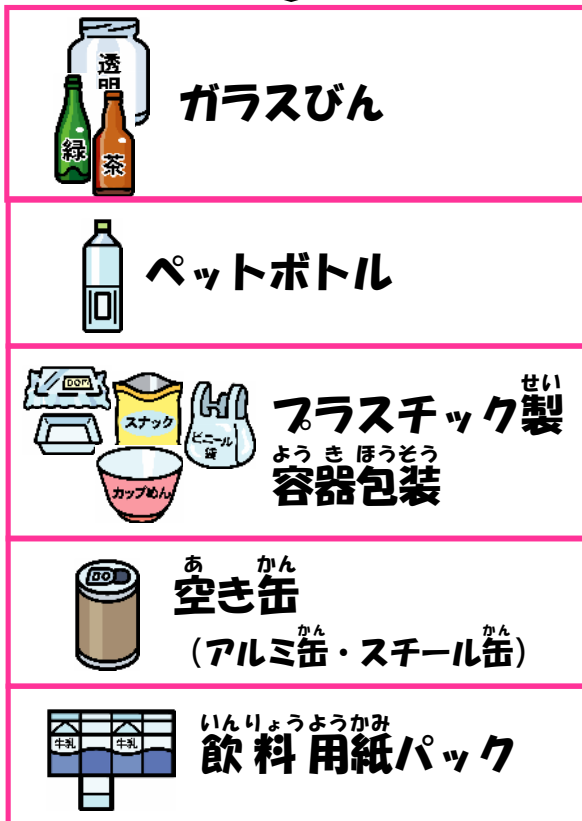 透明
緑
茶
ガラスびん
ペットボトル
スナック
ビニール
袋
カップめん
せい
プラスチック製
ようきほうそう
容器包装
あ かん
空き缶
かん かん
(アルミ缶・スチール缶)
牛乳 牛乳
いんりょうようかみ
飲料用紙パック